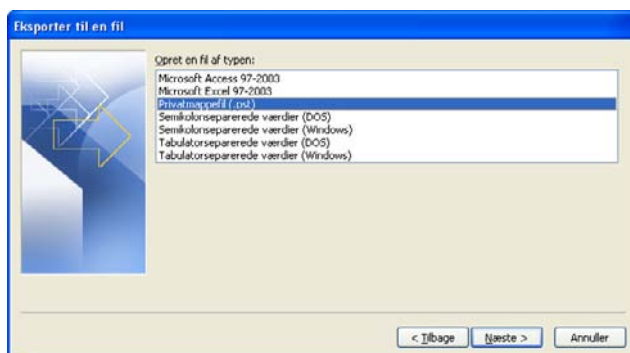 Eksporter til en fil
Opret en fil af typen:
Microsoft Access 97-2003
Microsoft Excel 97-2003
Privatmappefil (.pst)
Semikolonseparerede værdier (DOS)
Semikolonseparerede værdier (Windows)
Tabulatorseparerede værdier (DOS)
Tabulatorseparerede værdier (Windows)
< Tilbage Næste > Annuller